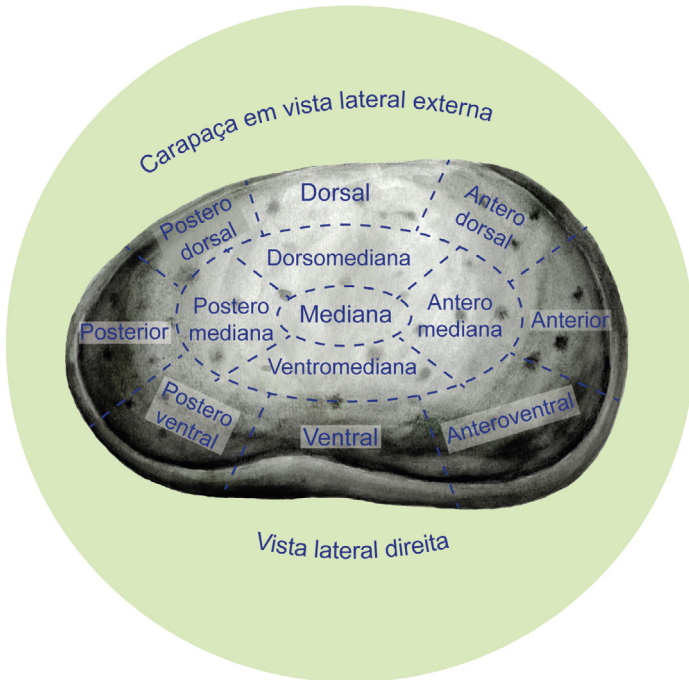 Carapaça em vista lateral externa
Dorsal
Postero
dorsal
Antero
dorsal
Dorsomediana
Postero
mediana
Mediana
Antero
mediana
Posterior
Anterior
Ventromediana
Postero
ventral
Ventral
Anteroventral
Vista lateral direita